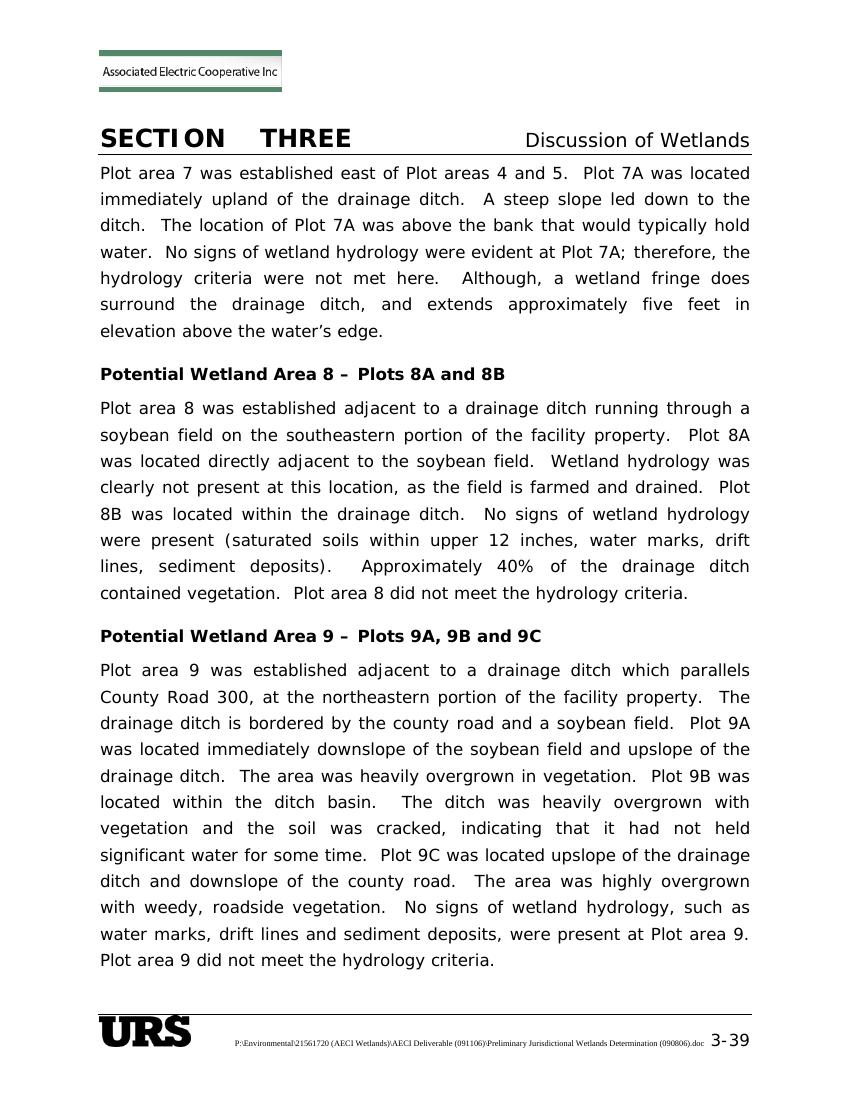 Associated Electric Cooperative Inc
SECTION THREE Discussion of Wetlands
Plot area 7 was established east of Plot areas 4 and 5. Plot 7A was located
immediately upland of the drainage ditch. A steep slope led down to the
ditch. The location of Plot 7A was above the bank that would typically hold
water. No signs of wetland hydrology were evident at Plot 7A; therefore, the
hydrology criteria were not met here. Although, a wetland fringe does
surround the drainage ditch, and extends approximately five feet in
elevation above the water’s edge.
Potential Wetland Area 8 – Plots 8A and 8B
Plot area 8 was established adjacent to a drainage ditch running through a
soybean field on the southeastern portion of the facility property. Plot 8A
was located directly adjacent to the soybean field. Wetland hydrology was
clearly not present at this location, as the field is farmed and drained. Plot
8B was located within the drainage ditch. No signs of wetland hydrology
were present (saturated soils within upper 12 inches, water marks, drift
lines, sediment deposits). Approximately 40% of the drainage ditch
contained vegetation. Plot area 8 did not meet the hydrology criteria.
Potential Wetland Area 9 – Plots 9A, 9B and 9C
Plot area 9 was established adjacent to a drainage ditch which parallels
County Road 300, at the northeastern portion of the facility property. The
drainage ditch is bordered by the county road and a soybean field. Plot 9A
was located immediately downslope of the soybean field and upslope of the
drainage ditch. The area was heavily overgrown in vegetation. Plot 9B was
located within the ditch basin. The ditch was heavily overgrown with
vegetation and the soil was cracked, indicating that it had not held
significant water for some time. Plot 9C was located upslope of the drainage
ditch and downslope of the county road. The area was highly overgrown
with weedy, roadside vegetation. No signs of wetland hydrology, such as
water marks, drift lines and sediment deposits, were present at Plot area 9.
Plot area 9 did not meet the hydrology criteria.
URS P:\Environmental\21561720 (AECI Wetlands)\AECI Deliverable (091106)\Preliminary Jurisdictional Wetlands Determination (090806).doc 3-39